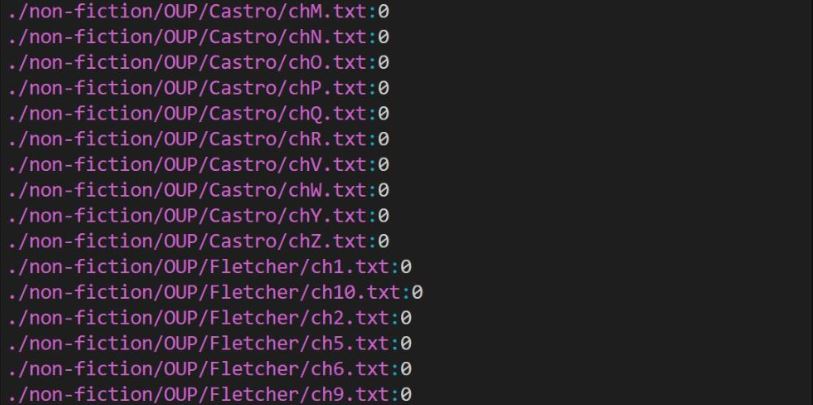 ./non-fiction/OUP/Castro/chM.txt:0
./non-fiction/OUP/Castro/chN.txt:0
./non-fiction/OUP/Castro/chO.txt:0
./non-fiction/OUP/Castro/chP.txt:0
./non-fiction/OUP/Castro/chQ.txt:0
./non-fiction/OUP/Castro/chR.txt:0
./non-fiction/OUP/Castro/chV.txt:0
./non-fiction/OUP/Castro/chW.txt:0
./non-fiction/OUP/Castro/chY.txt:0
./non-fiction/OUP/Castro/chZ.txt:0
./non-fiction/OUP/Fletcher/ch1.txt:0
./non-fiction/OUP/Fletcher/ch10.txt:0
./non-fiction/OUP/Fletcher/ch2.txt:0
./non-fiction/OUP/Fletcher/ch5.txt:0
./non-fiction/OUP/Fletcher/ch6.txt:0
./non-fiction/OUP/Fletcher/ch9.txt:0